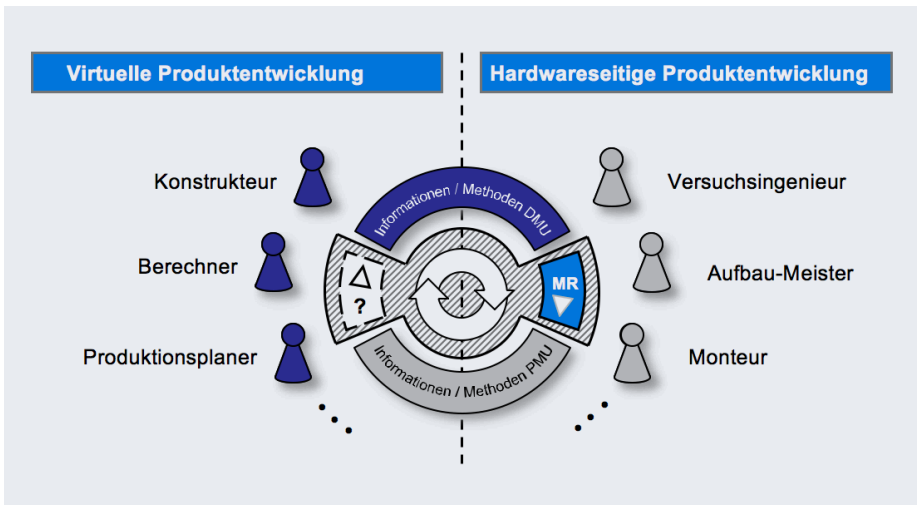 Virtuelle Produktentwicklung
Hardwareseitige Produktentwicklung
Konstrukteur
Versuchsingenieur
Informationen / Methoden DMU
Berechner
Aufbau-Meister
?
MR
Produktionsplaner
Monteur
Informationen / Methoden PMU